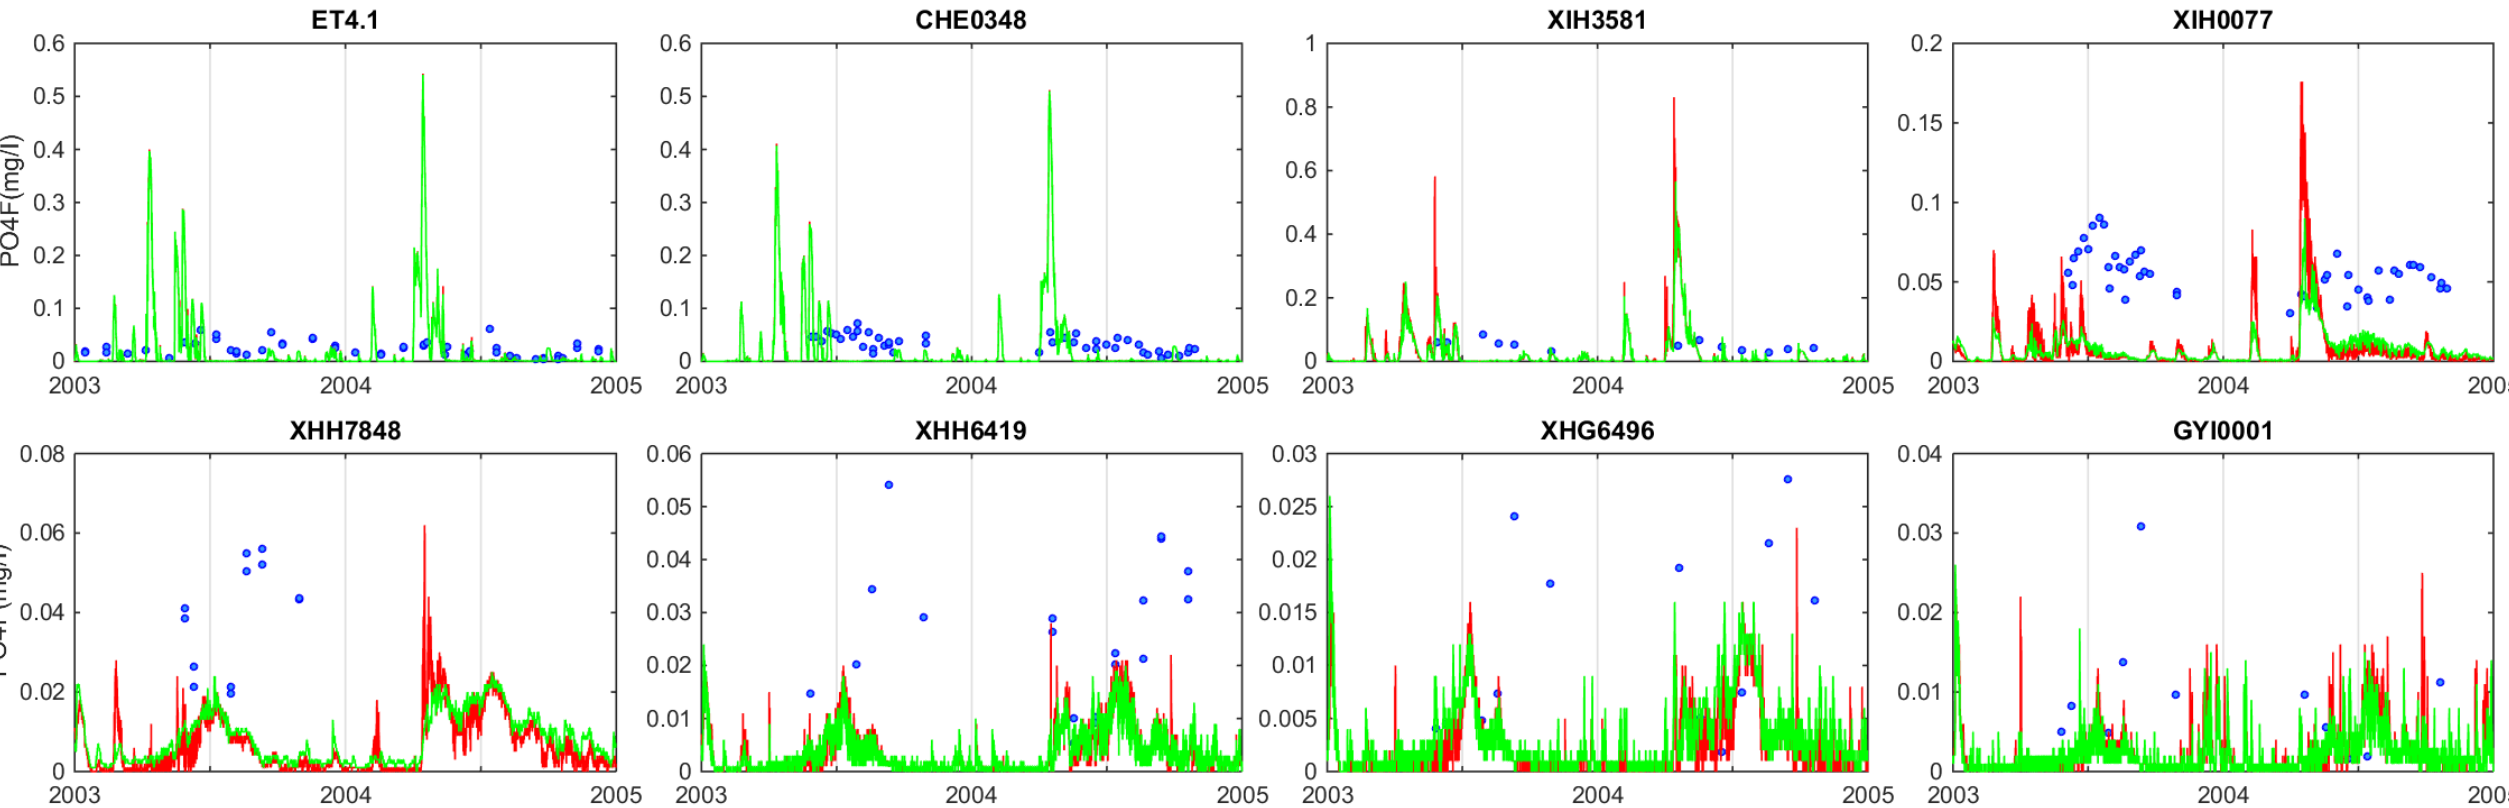 ET4.1 CHE0348 XIH3581 XIH0077
PO4F(mg/l)
0.6 0.5 0.4 0.3 0.2 0.1 0
0.6 0.5 0.4 0.3 0.2 0.1 0
1 0.8 0.6 0.4 0.2 0
0.2 0.15 0.1 0.05 0
2003 2004 2005 2003 2004 2005 2003 2004 2005 2003 2004
XHH7848 XHH6419 XHG6496 GYI0001
0.08 0.06 0.04 0.02 0
0.06 0.05 0.04 0.03 0.02 0.01 0
0.03 0.025 0.02 0.015 0.01 0.005 0
0.04 0.03 0.02 0.01 0
2003 2004 2005 2003 2004 2005 2003 2004 2005 2003 2004